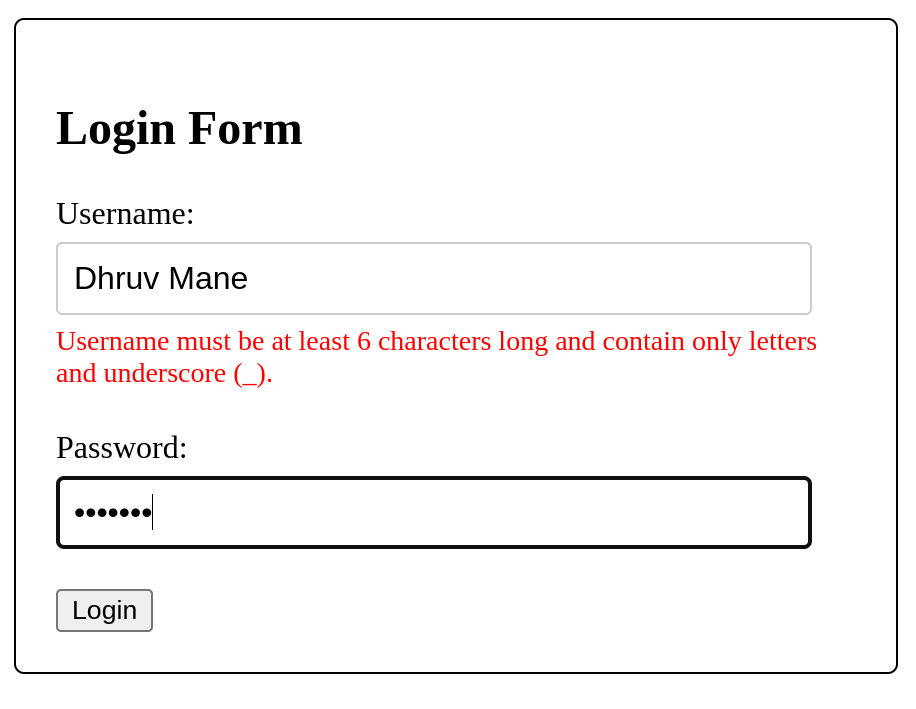 Login Form
Username:
Dhruv Mane
Username must be at least 6 characters long and contain only letters
and underscore (_).
Password:
•••••••
Login